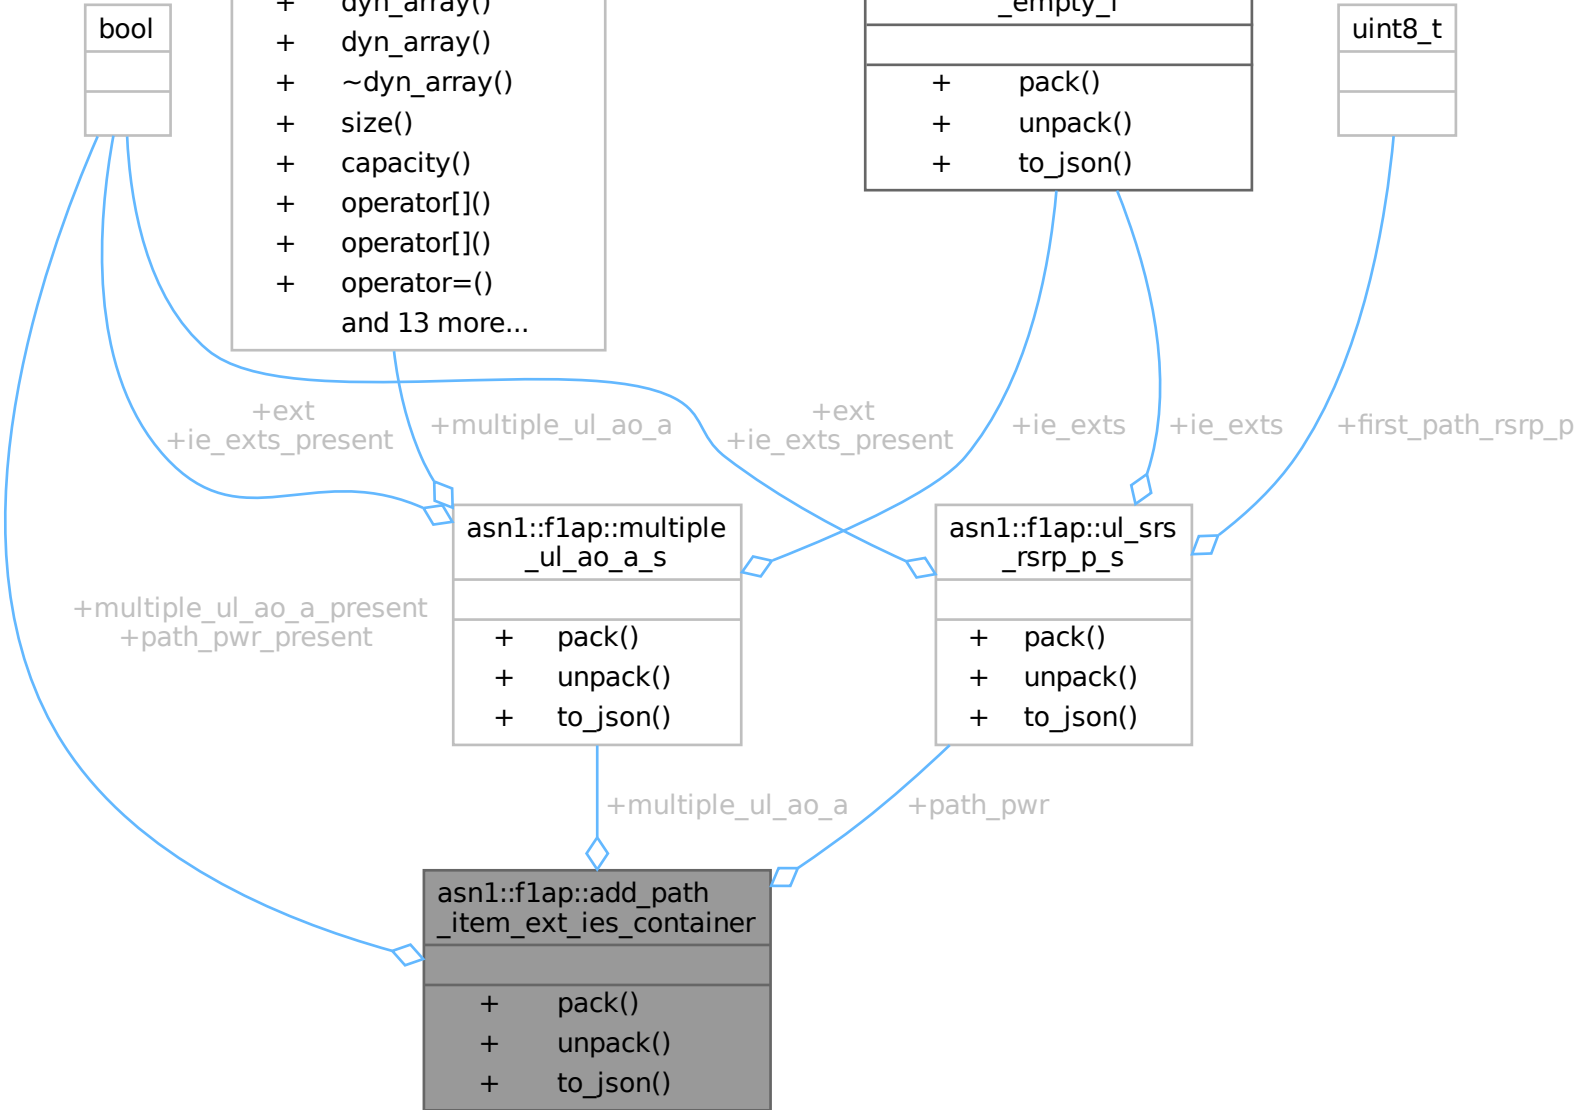 bool
dyn_array()
+ dyn_array()
+ ~dyn_array()
+ size()
+ capacity()
+ operator[]()
+ operator[]()
+ operator=()
and 13 more...
+ pack()
+ unpack()
+ to_json()
uint8_t
+ext
+ie_exts_present
+multiple_ul_ao_a
+ext
+ie_exts_present
+ie_exts
+ie_exts
+first_path_rsrp_p
asn1::f1ap::multiple
_ul_ao_a_s
+ pack()
+ unpack()
+ to_json()
asn1::f1ap::ul_srs
_rsrp_p_s
+ pack()
+ unpack()
+ to_json()
+multiple_ul_ao_a_present
+path_pwr_present
+multiple_ul_ao_a
+path_pwr
asn1::f1ap::add_path
_item_ext_ies_container
+ pack()
+ unpack()
+ to_json()